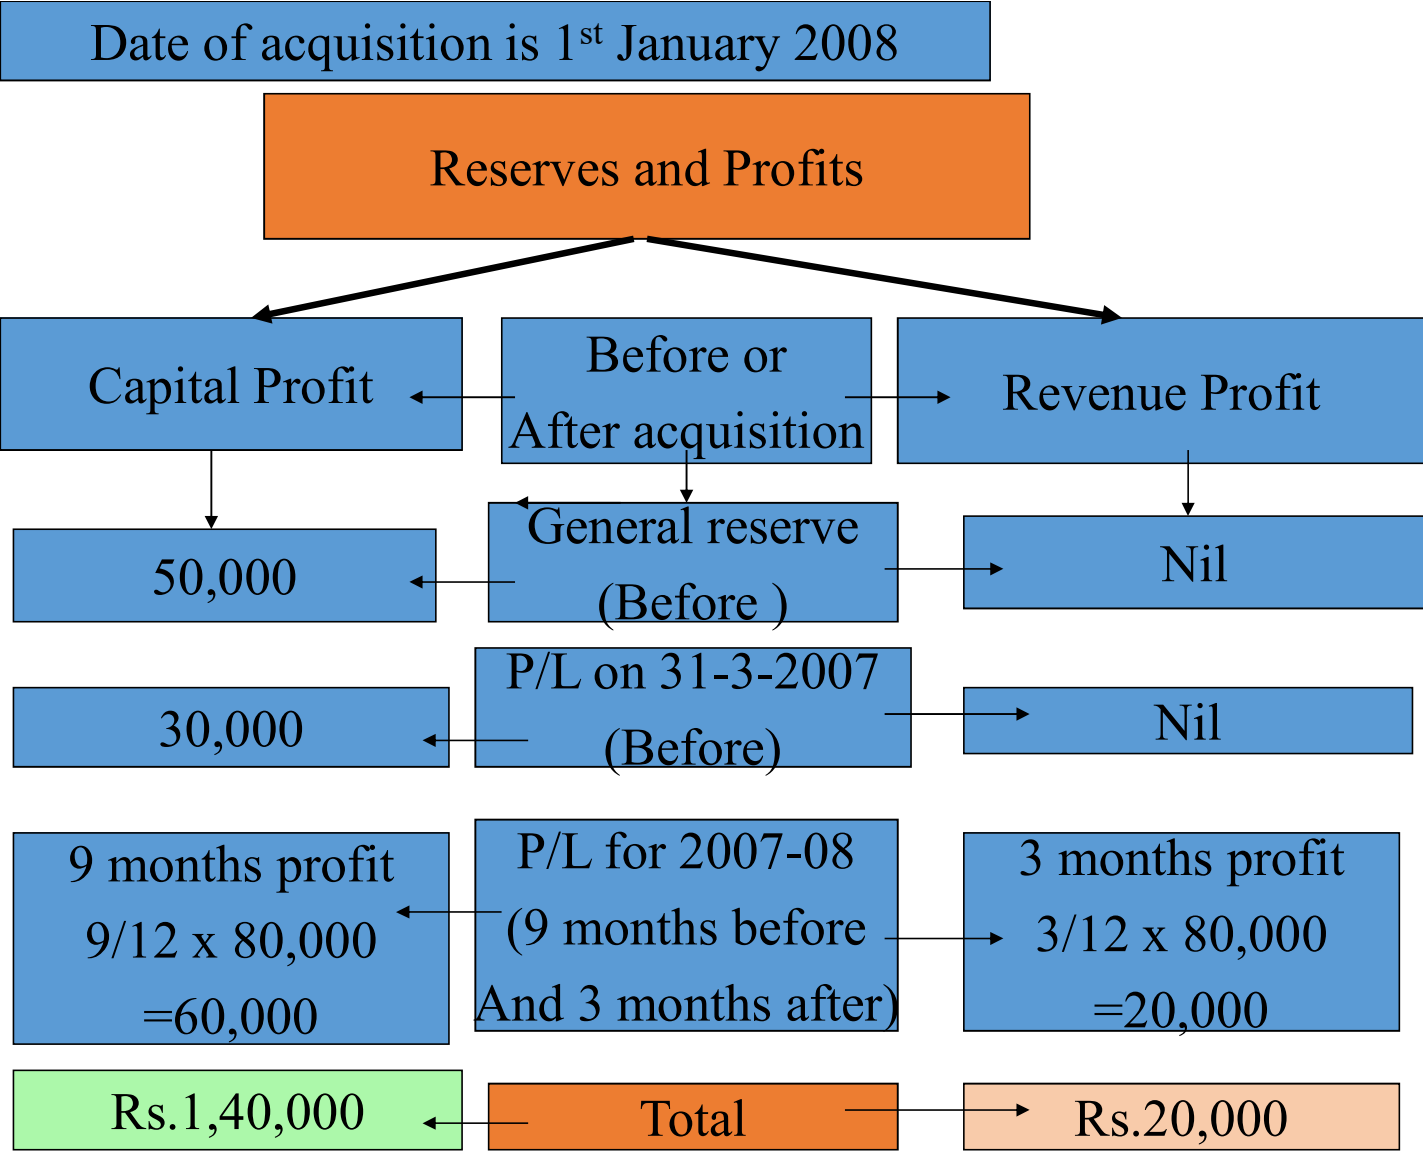 Date of acquisition is 1st January 2008
Reserves and Profits
Capital Profit
Before or
After acquisition
Revenue Profit
50,000
General reserve
(Before )
Nil
30,000
P/L on 31-3-2007
(Before)
Nil
9 months profit
9/12 x 80,000
=60,000
P/L for 2007-08
(9 months before
And 3 months after)
3 months profit
3/12 x 80,000
=20,000
Rs.1,40,000
Total
Rs.20,000